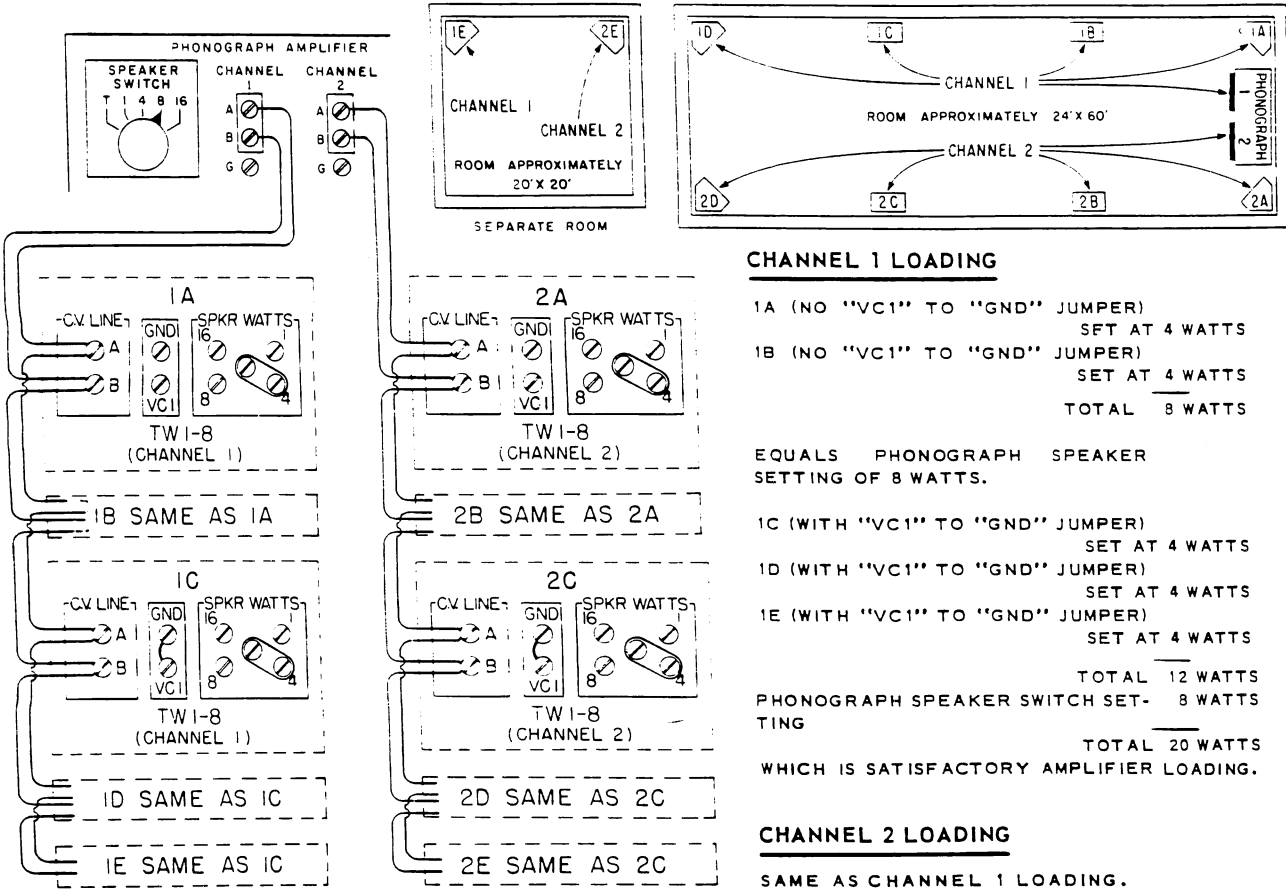 PHONOGRAPH AMPLIFIER
SPEAKER SWITCH
T 1 4 8 16
CHANNEL 1
A
B
G
CHANNEL 2
A
B
G
1E
2E
CHANNEL 1
CHANNEL 2
ROOM APPROXIMATELY
20' X 20'
SEPARATE ROOM
1D
1C
1B
1A
CHANNEL 1
ROOM APPROXIMATELY 24' X 60'
CHANNEL 2
1
PHONOGRAPH
2
2D
2C
2B
2A
1A
C.V. LINE
A
B
GND
VC1
SPKR WATTS
16
1
8
4
TW1-8
(CHANNEL 1)
1B SAME AS 1A
1C
C.V. LINE
A
B
GND
VC1
SPKR WATTS
16
1
8
4
TW1-8
(CHANNEL 1)
1D SAME AS 1C
1E SAME AS 1C
2A
C.V. LINE
A
B
GND
VC1
SPKR WATTS
16
1
8
4
TW1-8
(CHANNEL 2)
2B SAME AS 2A
2C
C.V. LINE
A
B
GND
VC1
SPKR WATTS
16
1
8
4
TW1-8
(CHANNEL 2)
2D SAME AS 2C
2E SAME AS 2C
CHANNEL 1 LOADING
1A (NO "VC1" TO "GND" JUMPER)
SET AT 4 WATTS
1B (NO "VC1" TO "GND" JUMPER)
SET AT 4 WATTS
TOTAL 8 WATTS
EQUALS PHONOGRAPH SPEAKER
SETTING OF 8 WATTS.
1C (WITH "VC1" TO "GND" JUMPER)
SET AT 4 WATTS
1D (WITH "VC1" TO "GND" JUMPER)
SET AT 4 WATTS
1E (WITH "VC1" TO "GND" JUMPER)
SET AT 4 WATTS
TOTAL 12 WATTS
PHONOGRAPH SPEAKER SWITCH SET- 8 WATTS
TING
TOTAL 20 WATTS
WHICH IS SATISFACTORY AMPLIFIER LOADING.
CHANNEL 2 LOADING
SAME AS CHANNEL 1 LOADING.